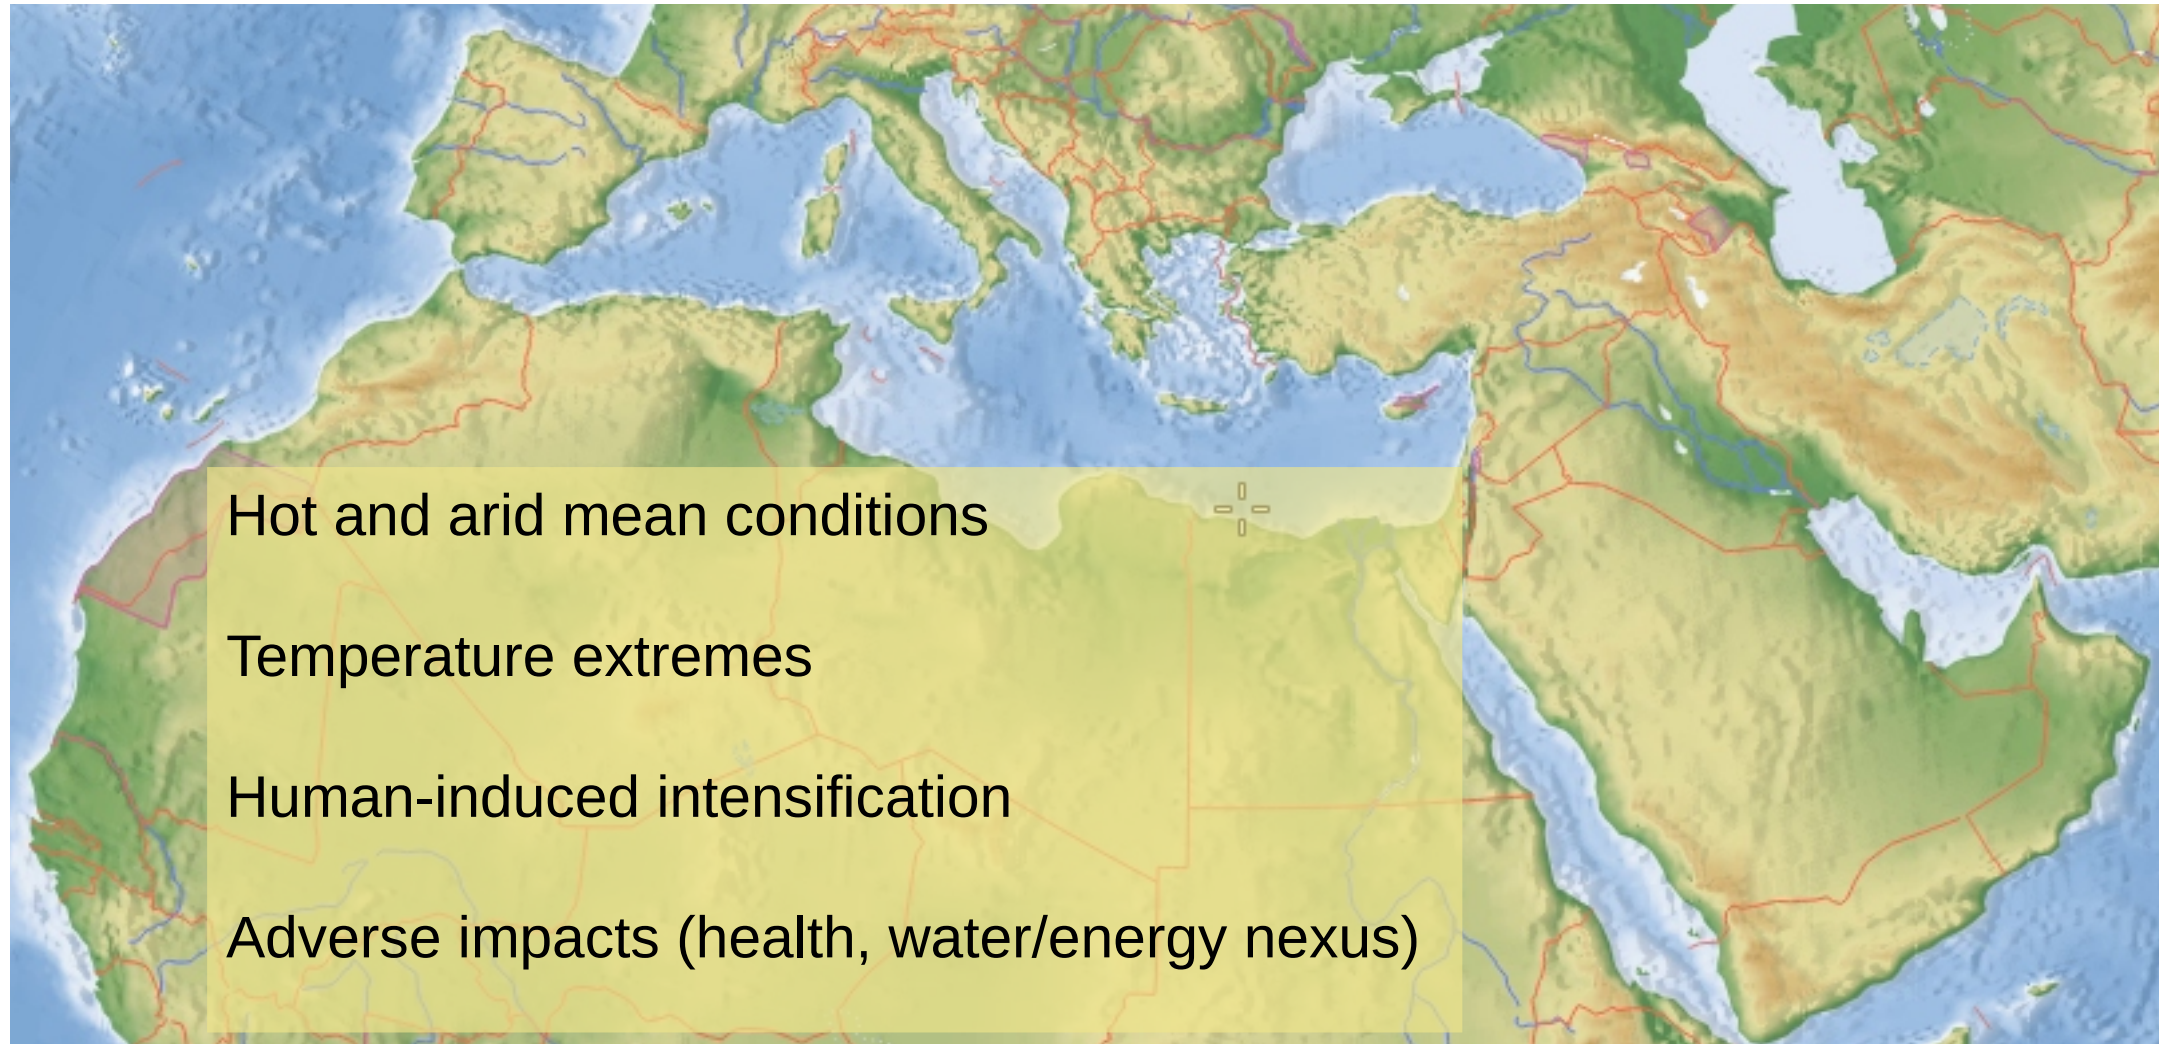 Hot and arid mean conditions
Temperature extremes
Human-induced intensification
Adverse impacts (health, water/energy nexus)